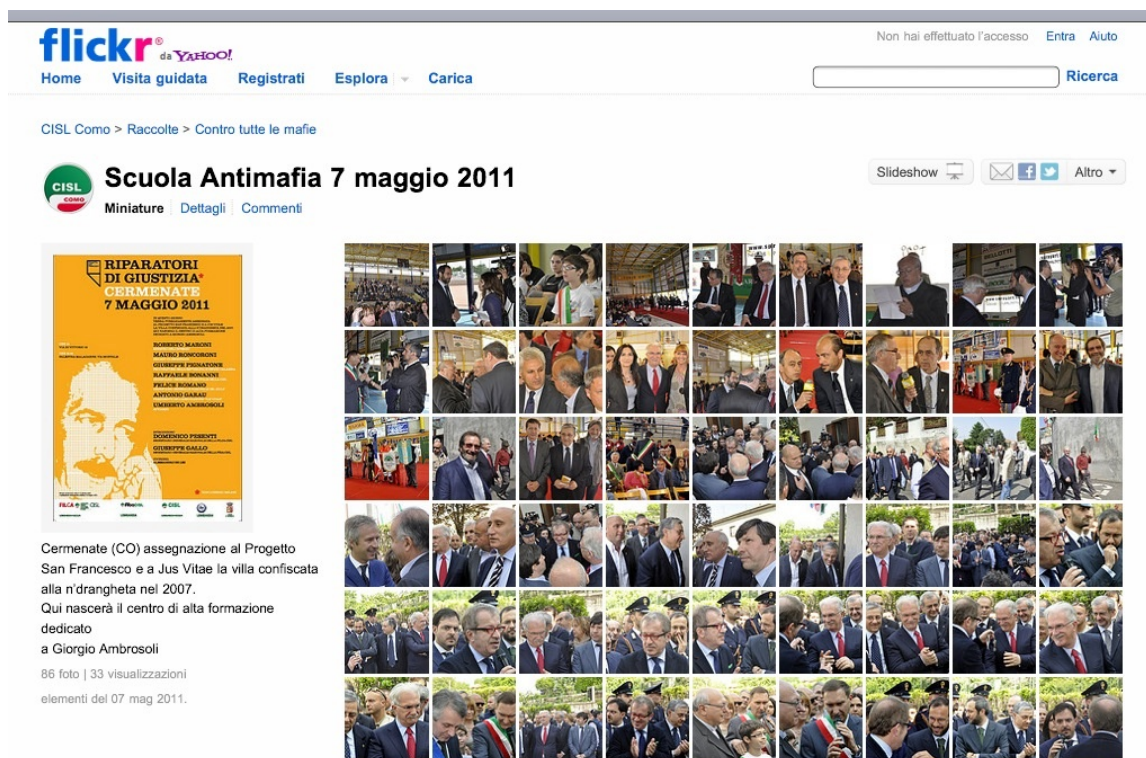 flickr® da YAHOO!
Non hai effettuato l'accesso Entra Aiuto
Home Visita guidata Registrati Esplora Carica
Ricerca
CISL Como > Raccolte > Contro tutte le mafie
CISL
COMO
Scuola Antimafia 7 maggio 2011
Slideshow Altro
Miniature Dettagli Commenti
RIPARATORI
DI GIUSTIZIA*
CERMENATE
7 MAGGIO 2011
ROBERTO MARONI
MAURO RONCORONI
GIUSEPPE PIGNATONE
RAFFAELE BONANNI
FELICE ROMANO
ANTONIO GARAU
UMBERTO AMBROSOLI
DOMENICO PESENTI
GIUSEPPE GALLO
FILCA CISL
CISL
Cermenate (CO) assegnazione al Progetto
San Francesco e a Jus Vitae la villa confiscata
alla n'drangheta nel 2007.
Qui nascerà il centro di alta formazione
dedicato
a Giorgio Ambrosoli
86 foto | 33 visualizzazioni
elementi del 07 mag 2011.